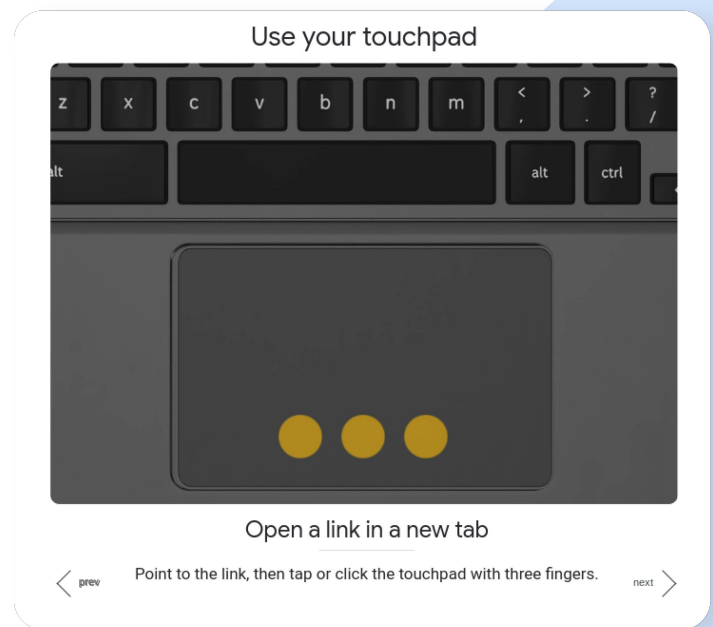 Use your touchpad
z x c v b n m < , > . ? /
alt alt ctrl
Open a link in a new tab
prev Point to the link, then tap or click the touchpad with three fingers. next